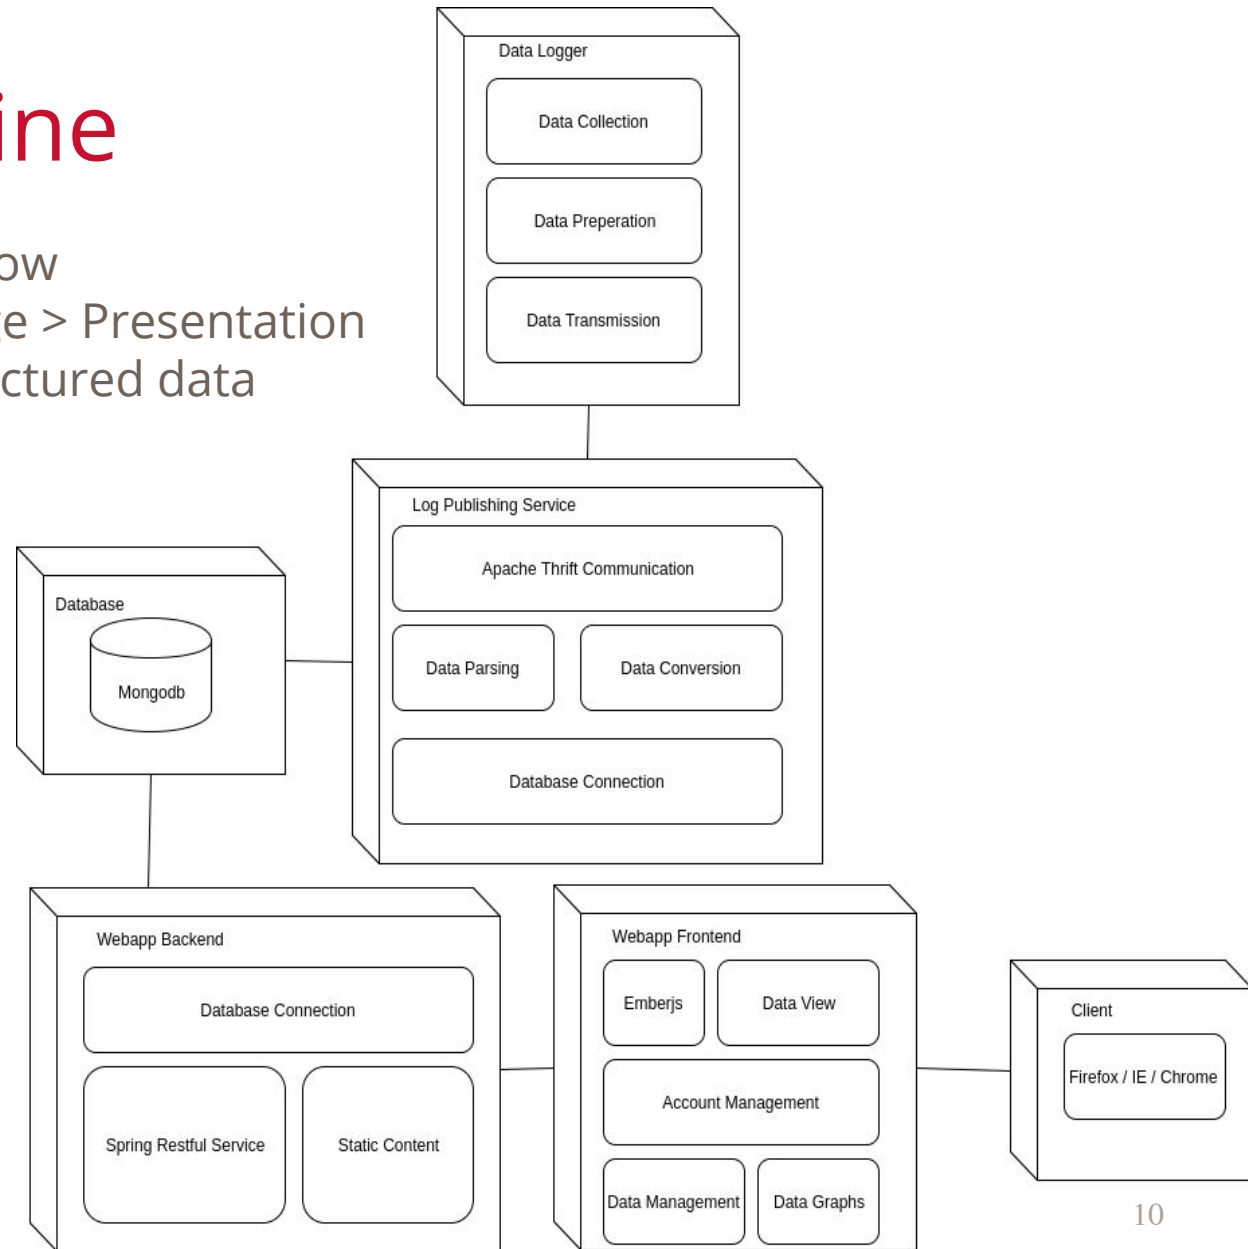 ine
ow
ge > Presentation
ctured data
Data Logger
Data Collection
Data Preperation
Data Transmission
Log Publishing Service
Apache Thrift Communication
Data Parsing
Data Conversion
Database Connection
Database
Mongodb
Webapp Backend
Database Connection
Spring Restful Service
Static Content
Webapp Frontend
Emberjs
Data View
Account Management
Data Management
Data Graphs
Client
Firefox / IE / Chrome
10